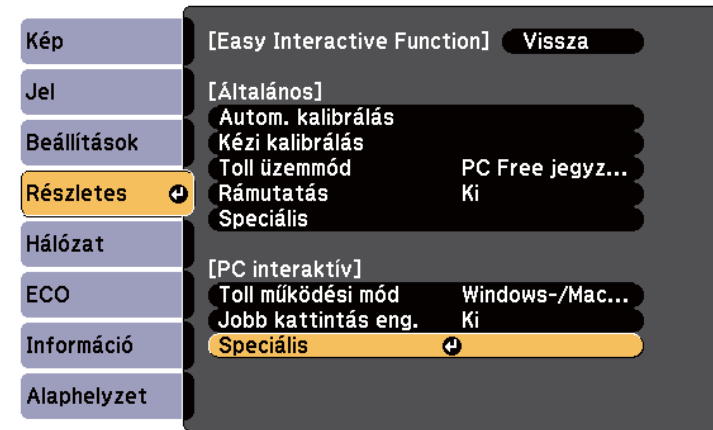 Kép
Jel
Beállítások
Részletes
Hálózat
ECO
Információ
Alaphelyzet
[Easy Interactive Function] Vissza
[Általános]
Autom. kalibrálás
Kézi kalibrálás
Toll üzemmód PC Free jegyz...
Rámutatás Ki
Speciális
[PC interaktív]
Toll működési mód Windows-/Mac...
Jobb kattintás eng. Ki
Speciális